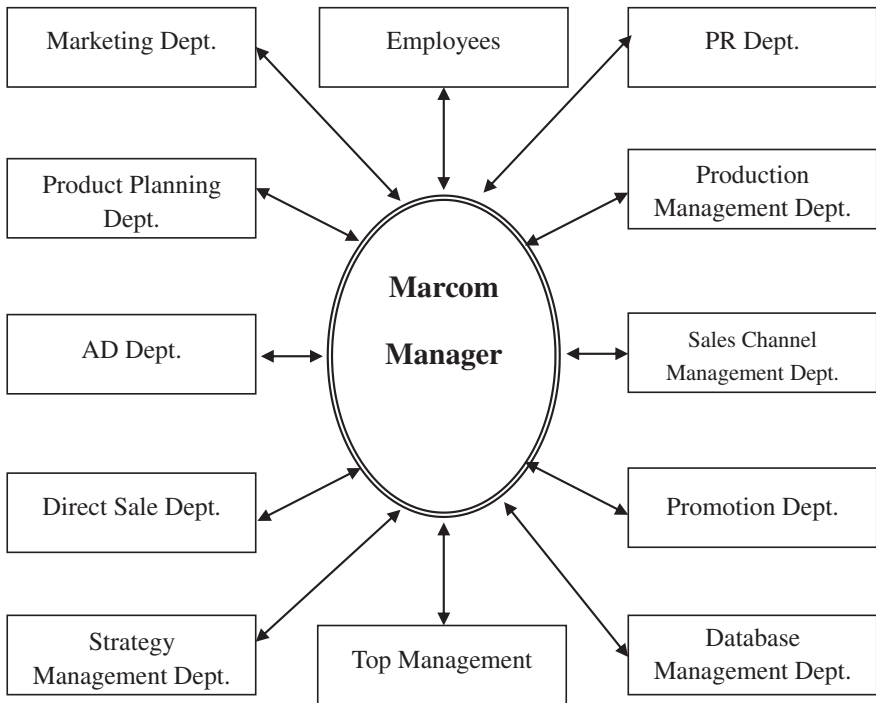 Marketing Dept.
Employees
PR Dept.
Product Planning
Dept.
Production
Management Dept.
Marcom
Manager
AD Dept.
Sales Channel
Management Dept.
Direct Sale Dept.
Promotion Dept.
Strategy
Management Dept.
Top Management
Database
Management Dept.